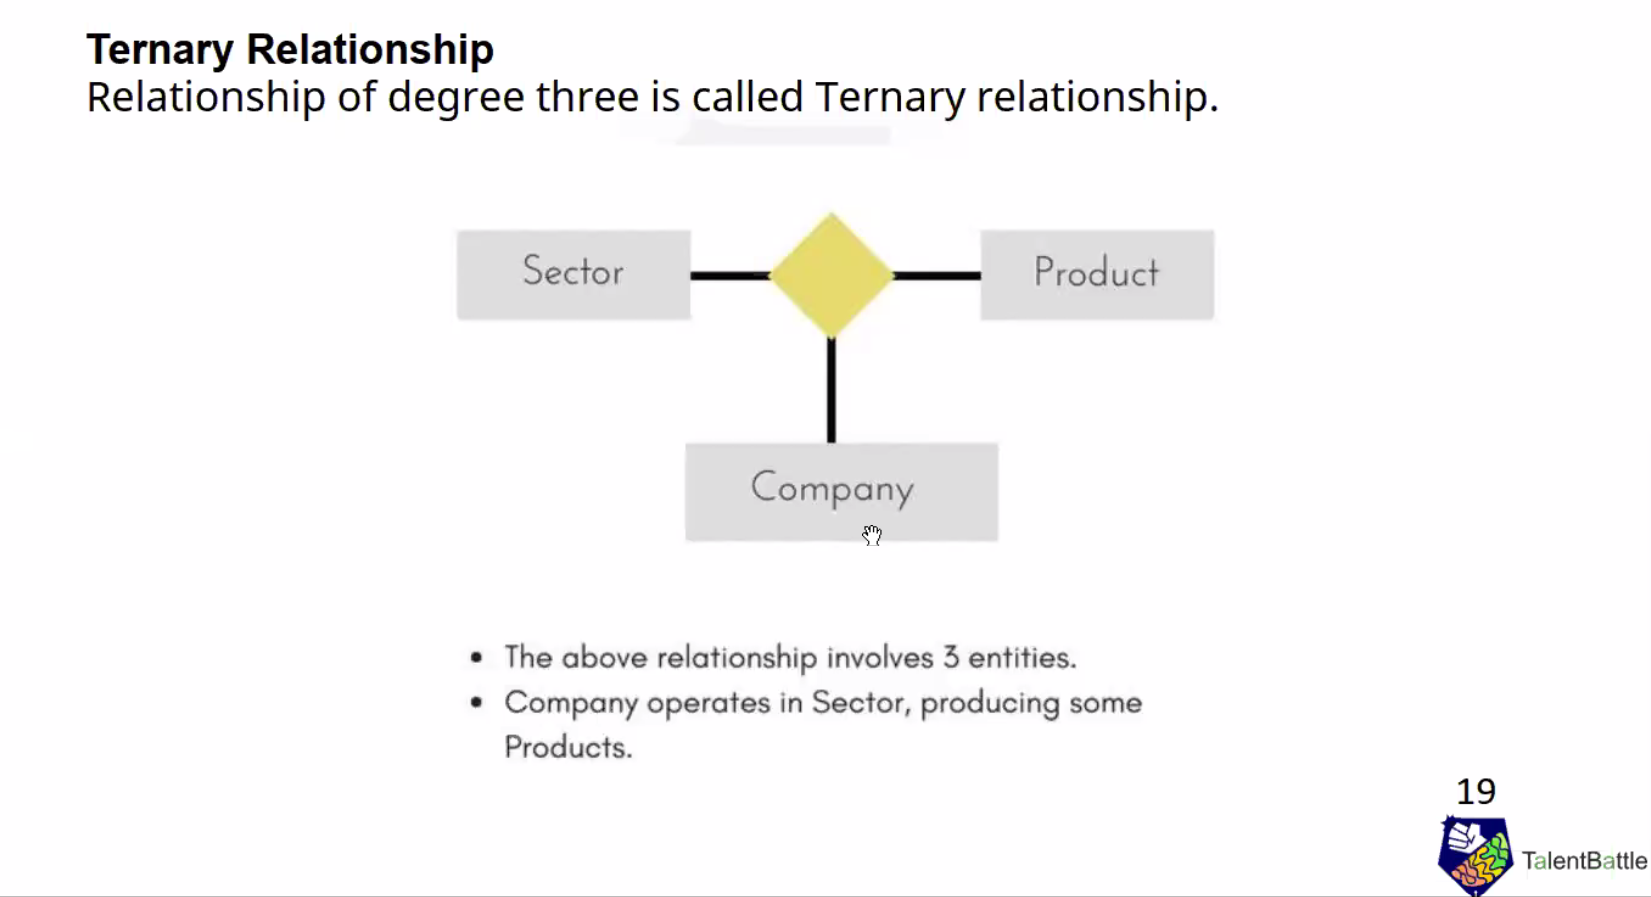 Ternary Relationship
Relationship of degree three is called Ternary relationship.
Sector
Product
Company
• The above relationship involves 3 entities.
• Company operates in Sector, producing some
Products.
19
TalentBattle